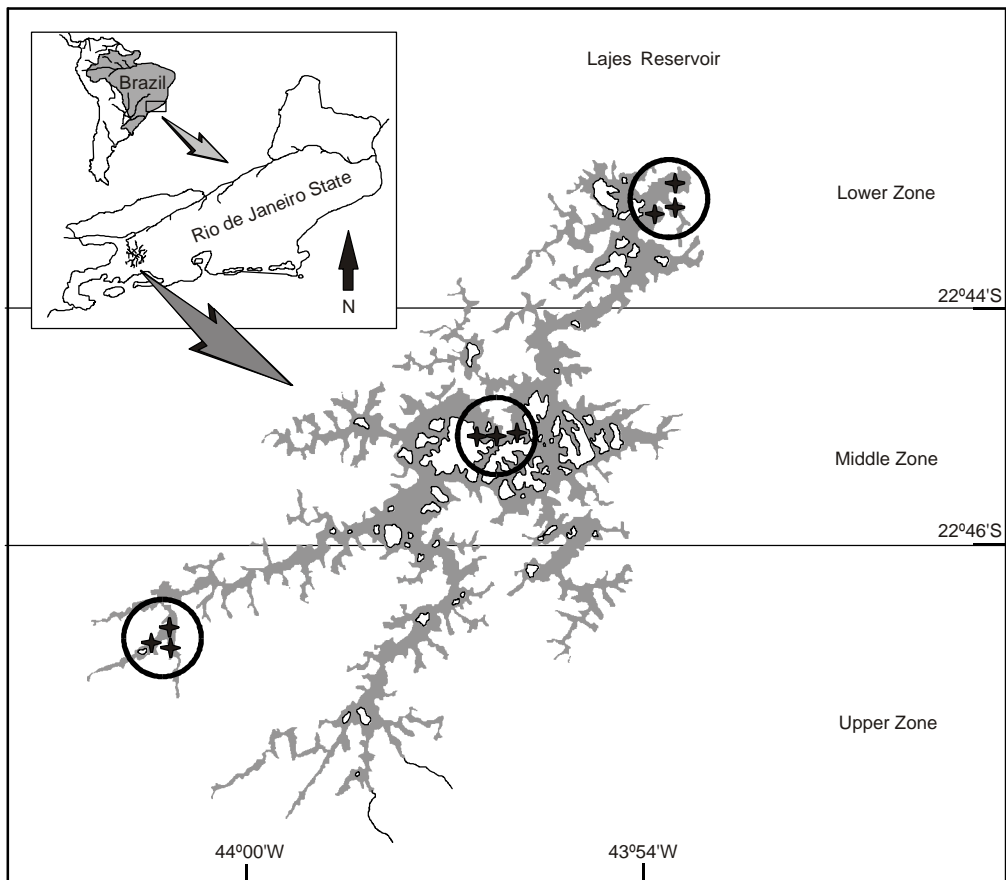 Lajes Reservoir
Brazil
Rio de Janeiro State
N
Lower Zone
22º44'S
Middle Zone
22º46'S
Upper Zone
44º00'W
43º54'W